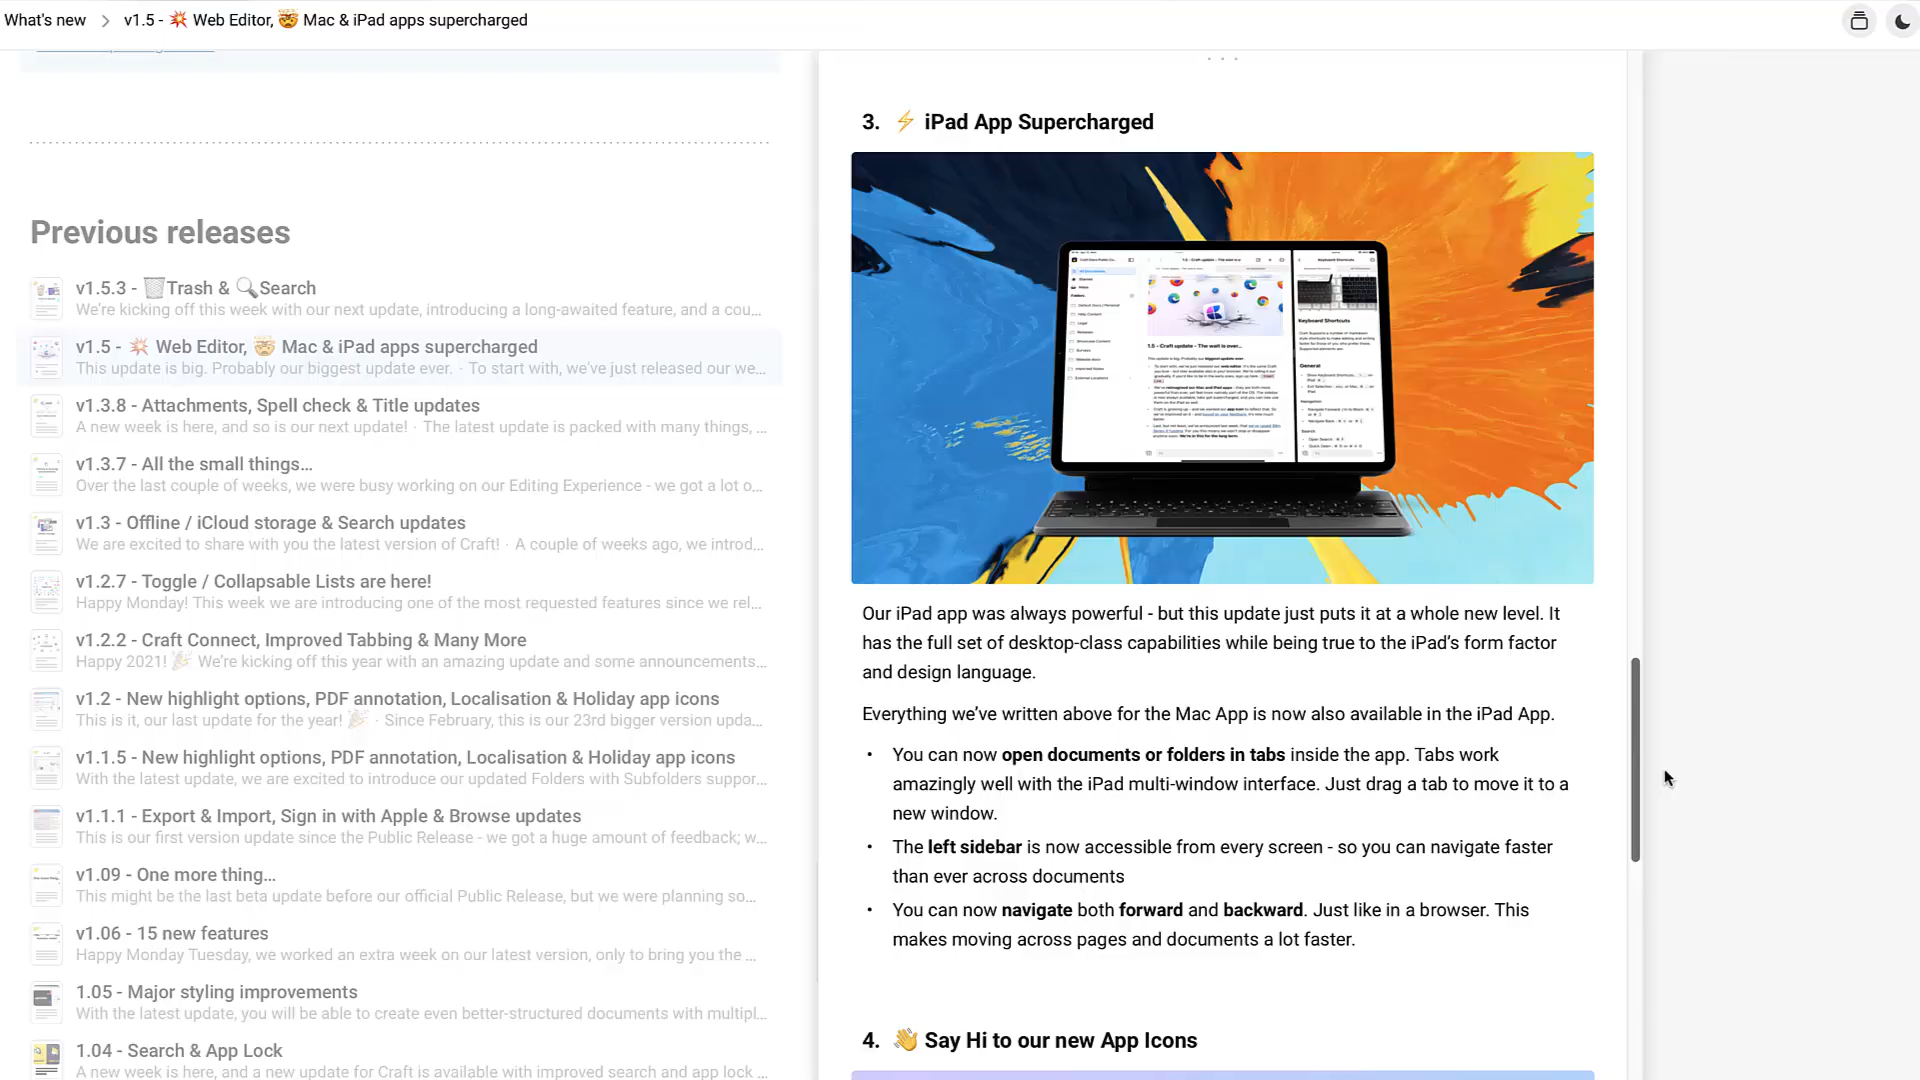 What's new
v1.5 - 💥 Web Editor, 🤯 Mac & iPad apps supercharged
Previous releases
v1.5.3 - 🗑️Trash & 🔍Search
We're kicking off this week with our next update, introducing a long-awaited feature, and a cou...
v1.5 - 💥 Web Editor, 🤯 Mac & iPad apps supercharged
This update is big. Probably our biggest update ever. · To start with, we've just released our we...
v1.3.8 - Attachments, Spell check & Title updates
A new week is here, and so is our next update! · The latest update is packed with many things, ...
v1.3.7 - All the small things...
Over the last couple of weeks, we were busy working on our Editing Experience - we got a lot o...
v1.3 - Offline / iCloud storage & Search updates
We are excited to share with you the latest version of Craft! · A couple of weeks ago, we introd...
v1.2.7 - Toggle / Collapsable Lists are here!
Happy Monday! This week we are introducing one of the most requested features since we rel...
v1.2.2 - Craft Connect, Improved Tabbing & Many More
Happy 2021! 🎉 We're kicking off this year with an amazing update and some announcements...
v1.2 - New highlight options, PDF annotation, Localisation & Holiday app icons
This is it, our last update for the year! 🎉 · Since February, this is our 23rd bigger version upda...
v1.1.5 - New highlight options, PDF annotation, Localisation & Holiday app icons
With the latest update, we are excited to introduce our updated Folders with Subfolders suppor...
v1.1.1 - Export & Import, Sign in with Apple & Browse updates
This is our first version update since the Public Release - we got a huge amount of feedback; w...
v1.09 - One more thing...
This might be the last beta update before our official Public Release, but we were planning so...
v1.06 - 15 new features
Happy Monday Tuesday, we worked an extra week on our latest version, only to bring you the ...
1.05 - Major styling improvements
With the latest update, you will be able to create even better-structured documents with multipl...
1.04 - Search & App Lock
A new week is here, and a new update for Craft is available with improved search and app lock ...
3. ⚡ iPad App Supercharged
1.5 - Craft update - The wait is over...
Keyboard Shortcuts
General
Our iPad app was always powerful - but this update just puts it at a whole new level. It
has the full set of desktop-class capabilities while being true to the iPad's form factor
and design language.
Everything we've written above for the Mac App is now also available in the iPad App.
• You can now open documents or folders in tabs inside the app. Tabs work
amazingly well with the iPad multi-window interface. Just drag a tab to move it to a
new window.
• The left sidebar is now accessible from every screen - so you can navigate faster
than ever across documents
• You can now navigate both forward and backward. Just like in a browser. This
makes moving across pages and documents a lot faster.
4. 👋 Say Hi to our new App Icons